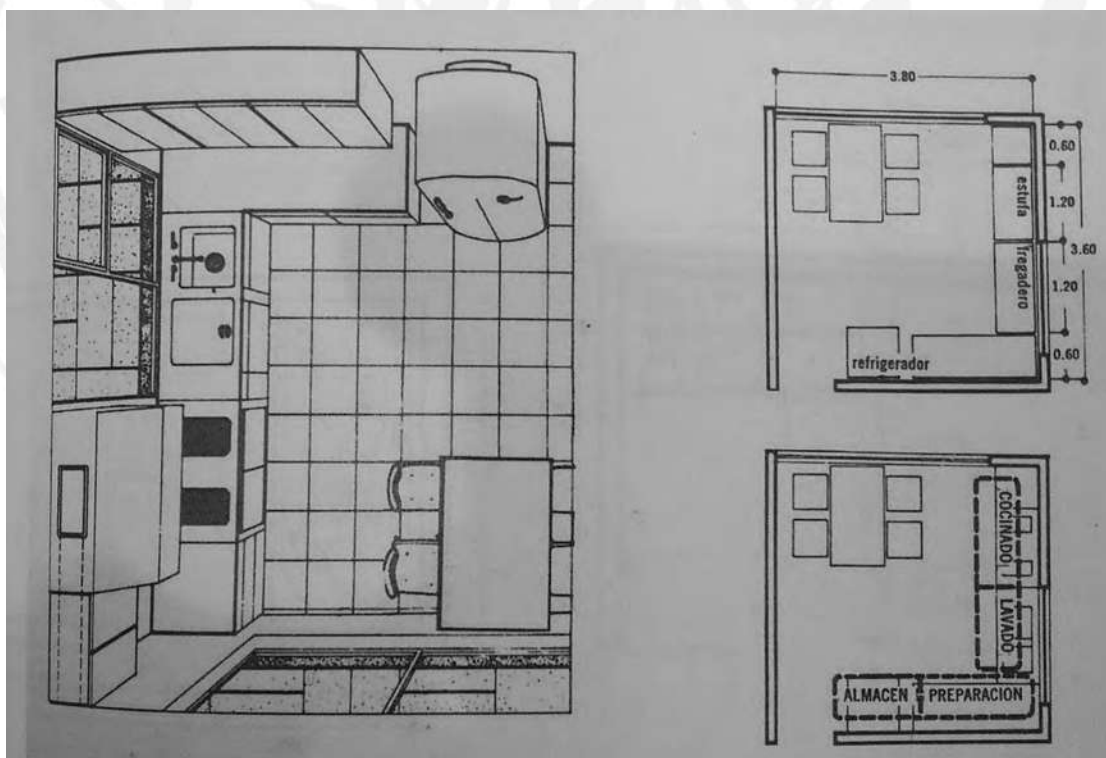 3.80
0.60
estufa
1.20
3.60
fregadero
1.20
refrigerador
0.60
COCINADO
LAVADO
ALMACEN
PREPARACION